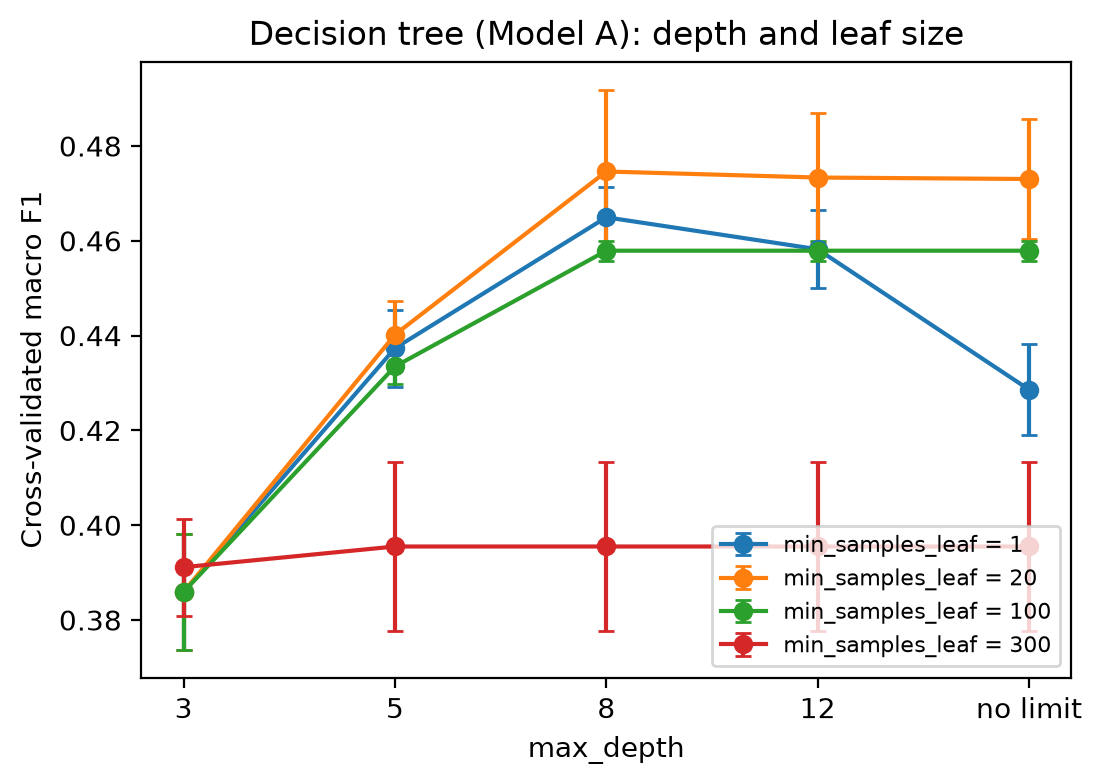 Decision tree (Model A): depth and leaf size
Cross-validated macro F1
0.48
0.46
0.44
0.42
0.40
0.38
min_samples_leaf = 1
min_samples_leaf = 20
min_samples_leaf = 100
min_samples_leaf = 300
3 5 8 12 no limit
max_depth